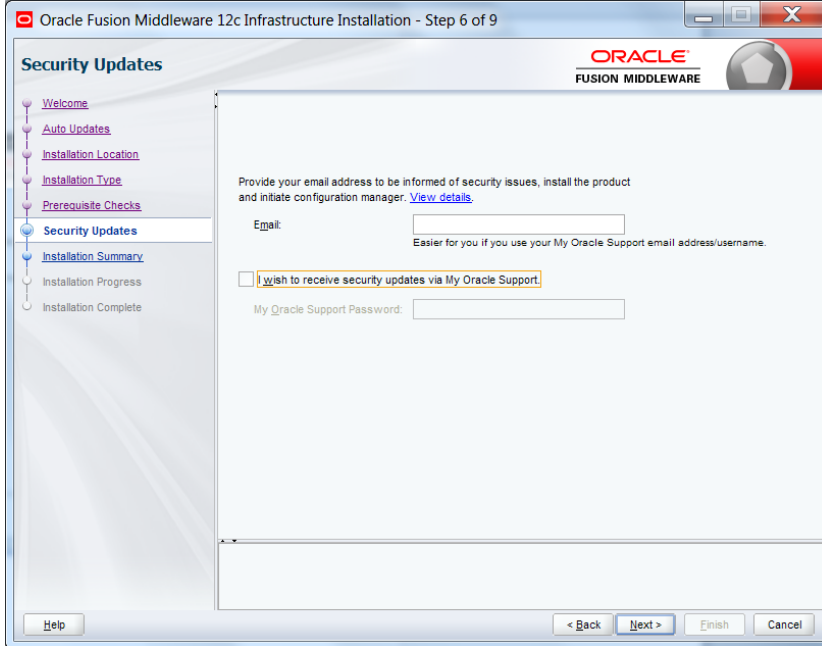 Oracle Fusion Middleware 12c Infrastructure Installation - Step 6 of 9
Security Updates
ORACLE
FUSION MIDDLEWARE
Welcome
Auto Updates
Installation Location
Installation Type
Prerequisite Checks
Security Updates
Installation Summary
Installation Progress
Installation Complete
Provide your email address to be informed of security issues, install the product
and initiate configuration manager. View details.
Email:
Easier for you if you use your My Oracle Support email address/username.
I wish to receive security updates via My Oracle Support.
My Oracle Support Password:
Help
< Back
Next >
Finish
Cancel